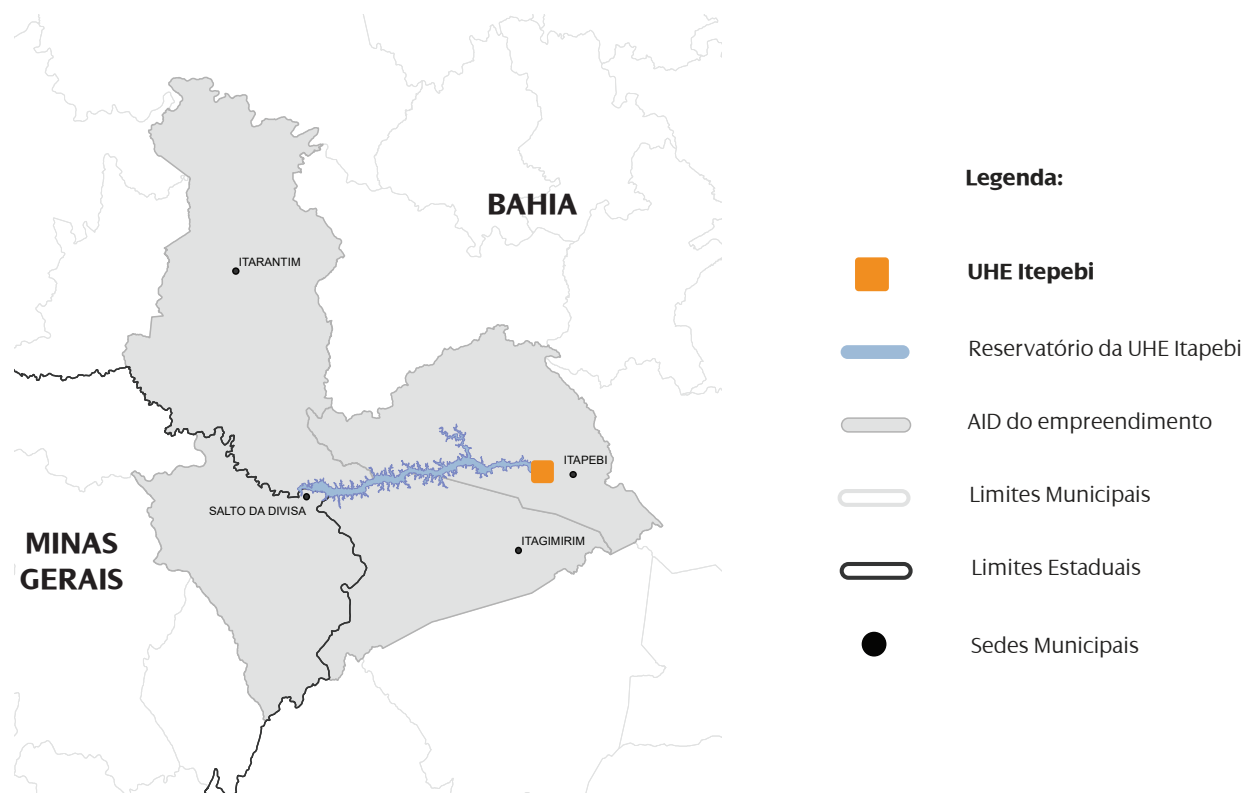 BAHIA
ITARANTIM
ITAPEBI
SALTO DA DIVISA
ITAGIMIRIM
MINAS
GERAIS
Legenda:
UHE Itepebi
Reservatório da UHE Itapebi
AID do empreendimento
Limites Municipais
Limites Estaduais
Sedes Municipais